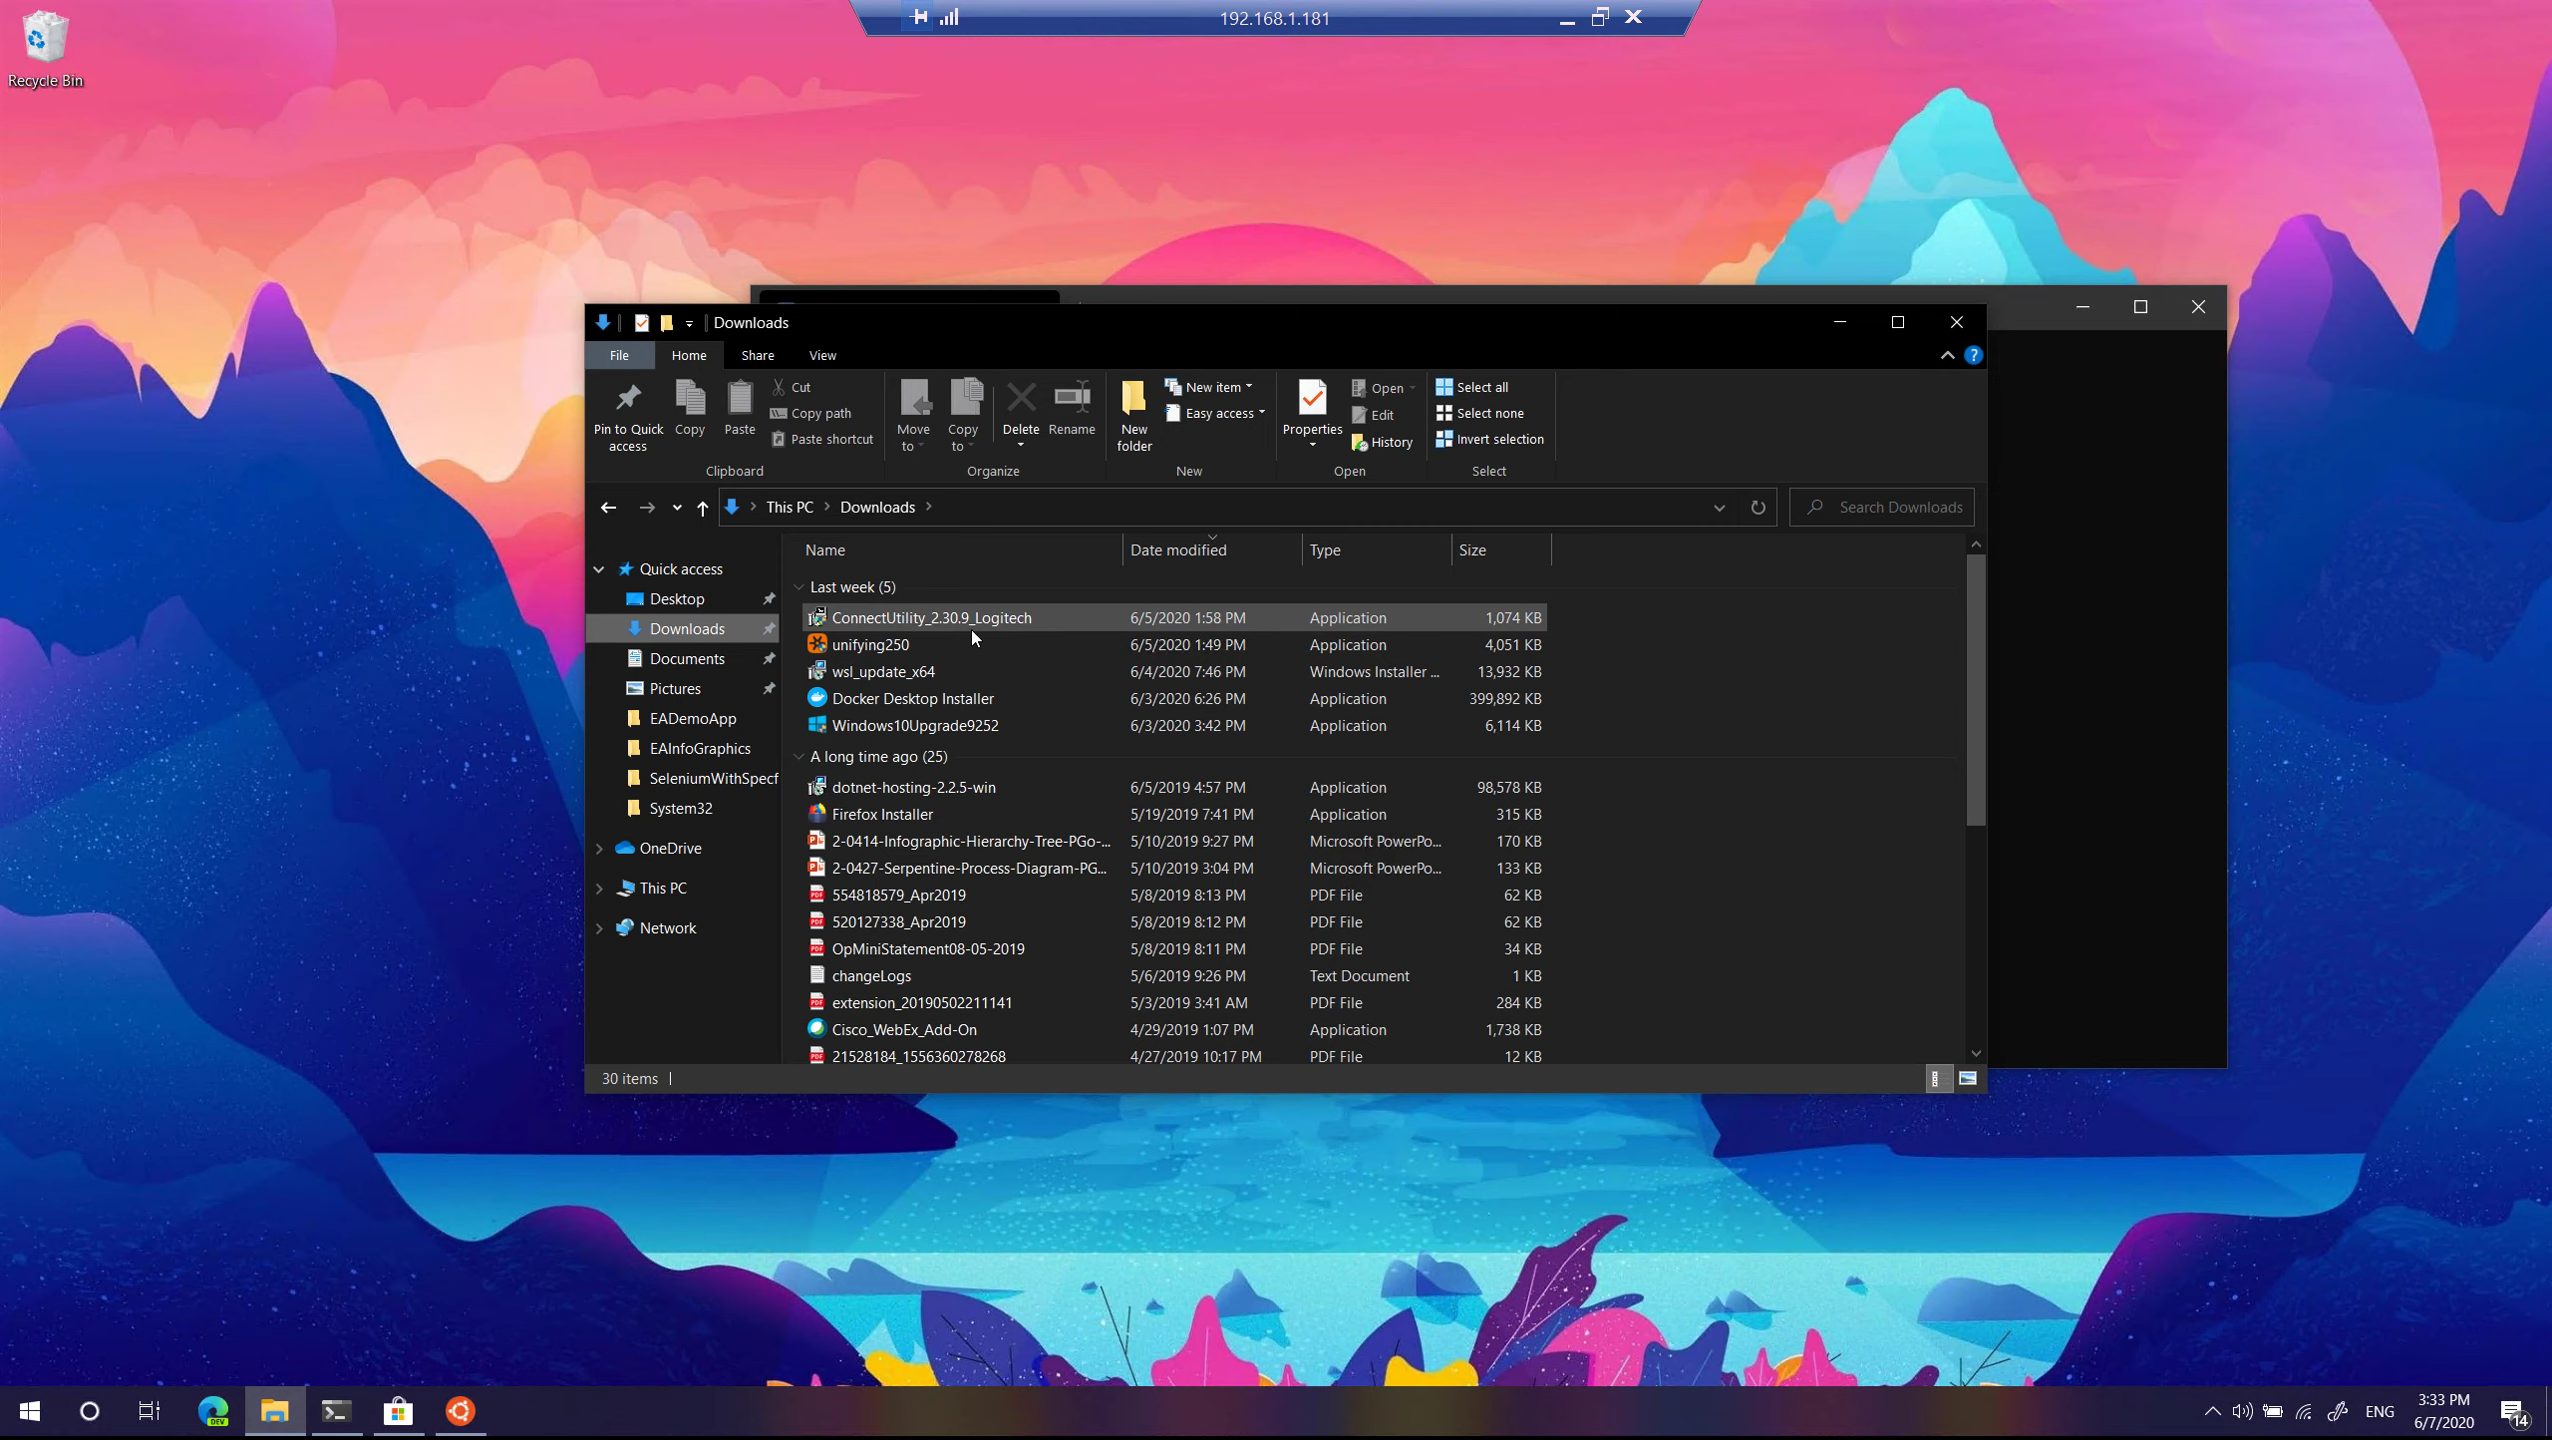 192.168.1.181
Recycle Bin
Downloads
File Home Share View
Pin to Quick access
Copy
Paste
Cut
Copy path
Paste shortcut
Clipboard
Move to
Copy to
Delete
Rename
Organize
New folder
New item
Easy access
New
Properties
Open
Edit
History
Open
Select all
Select none
Invert selection
Select
This PC > Downloads >
Search Downloads
Quick access
Desktop
Downloads
Documents
Pictures
EADemoApp
EAInfoGraphics
SeleniumWithSpecf
System32
OneDrive
This PC
Network
Name Date modified Type Size
Last week (5)
ConnectUtility_2.30.9_Logitech 6/5/2020 1:58 PM Application 1,074 KB
unifying250 6/5/2020 1:49 PM Application 4,051 KB
wsl_update_x64 6/4/2020 7:46 PM Windows Installer ... 13,932 KB
Docker Desktop Installer 6/3/2020 6:26 PM Application 399,892 KB
Windows10Upgrade9252 6/3/2020 3:42 PM Application 6,114 KB
A long time ago (25)
dotnet-hosting-2.2.5-win 6/5/2019 4:57 PM Application 98,578 KB
Firefox Installer 5/19/2019 7:41 PM Application 315 KB
2-0414-Infographic-Hierarchy-Tree-PGo-... 5/10/2019 9:27 PM Microsoft PowerPo... 170 KB
2-0427-Serpentine-Process-Diagram-PG... 5/10/2019 3:04 PM Microsoft PowerPo... 133 KB
554818579_Apr2019 5/8/2019 8:13 PM PDF File 62 KB
520127338_Apr2019 5/8/2019 8:12 PM PDF File 62 KB
OpMiniStatement08-05-2019 5/8/2019 8:11 PM PDF File 34 KB
changeLogs 5/6/2019 9:26 PM Text Document 1 KB
extension_20190502211141 5/3/2019 3:41 AM PDF File 284 KB
Cisco_WebEx_Add-On 4/29/2019 1:07 PM Application 1,738 KB
21528184_1556360278268 4/27/2019 10:17 PM PDF File 12 KB
30 items
DEV
ENG
3:33 PM
6/7/2020
14